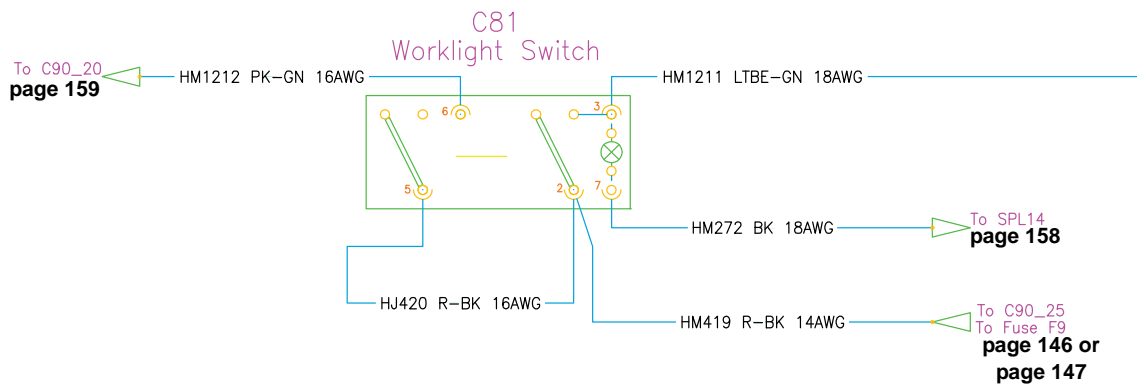 C81
Worklight Switch
To C90_20
page 159
HM1212 PK-GN 16AWG
HM1211 LTBE-GN 18AWG
6
3
5
2
7
HM272 BK 18AWG
To SPL14
page 158
HJ420 R-BK 16AWG
HM419 R-BK 14AWG
To C90_25
To Fuse F9
page 146 or
page 147